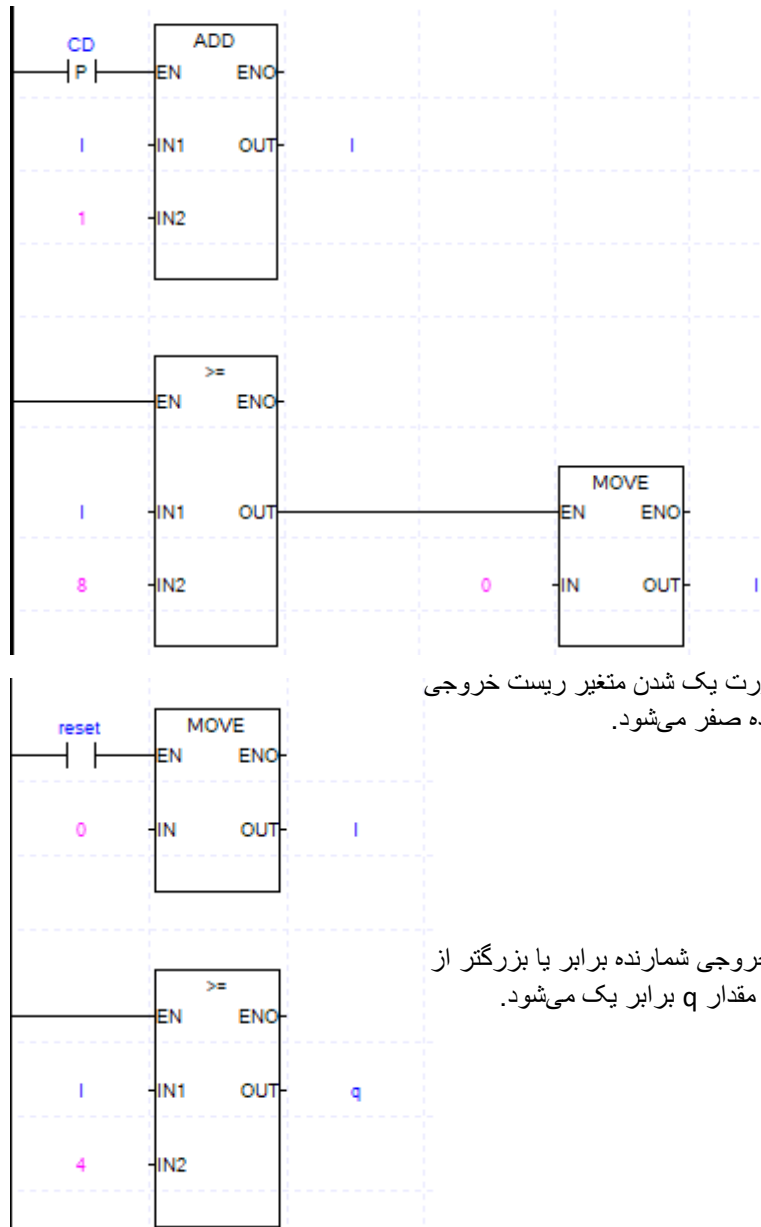 CD
ADD
P
EN ENO
I IN1 OUT I
1 IN2
>=
EN ENO
MOVE
I IN1 OUT EN ENO
8 IN2 0 IN OUT I
یک شدن متغیر ریست خروجی
صفر می‌شود.
reset
MOVE
EN ENO
0 IN OUT I
شمارنده برابر یا بزرگتر از
مقدار q برابر یک می‌شود.
>=
EN ENO
I IN1 OUT q
4 IN2